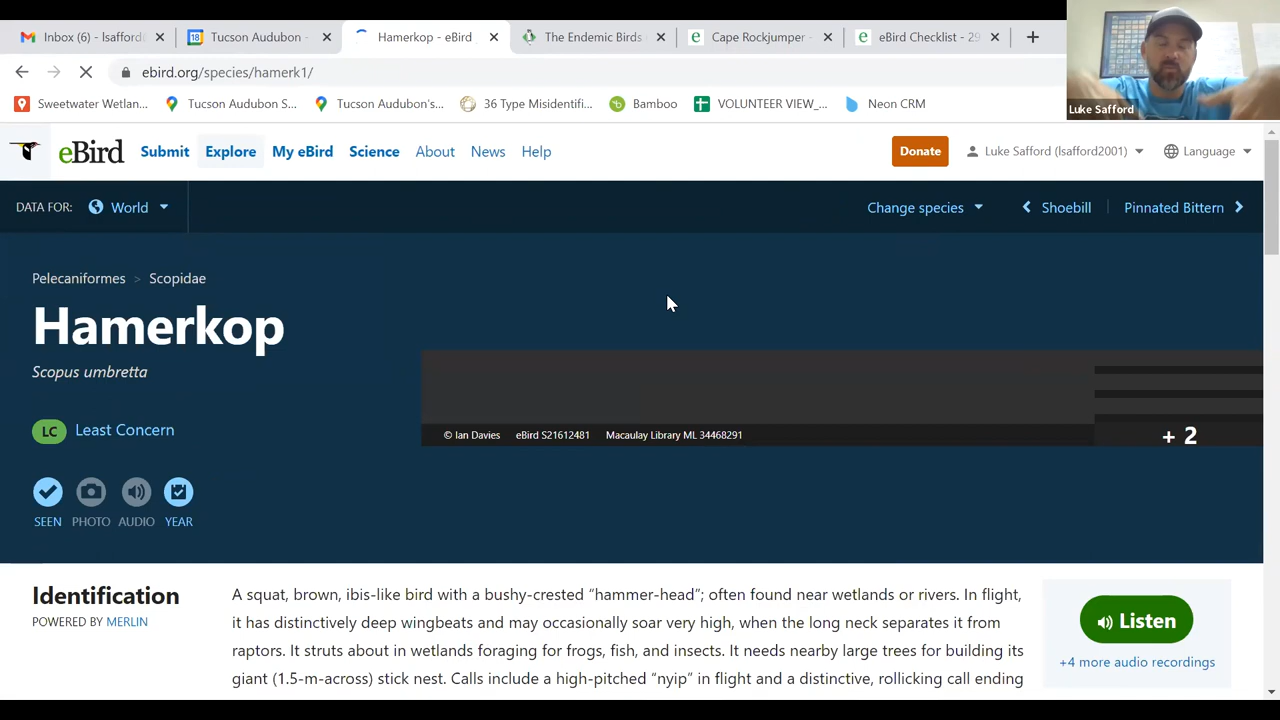 Inbox (6) - lsafford
Tucson Audubon -
Hamerkop - eBird
The Endemic Birds
Cape Rockjumper -
eBird Checklist - 29
ebird.org/species/hamerk1/
Sweetwater Wetlan...
Tucson Audubon S...
Tucson Audubon's...
36 Type Misidentifi...
Bamboo
VOLUNTEER VIEW_...
Neon CRM
Luke Safford
eBird
Submit
Explore
My eBird
Science
About
News
Help
Donate
Luke Safford (lsafford2001)
Language
DATA FOR:
World
Change species
Shoebill
Pinnated Bittern
Pelecaniformes > Scopidae
Hamerkop
Scopus umbretta
LC Least Concern
© Ian Davies eBird S21612481 Macaulay Library ML 34468291
+ 2
SEEN PHOTO AUDIO YEAR
Identification
POWERED BY MERLIN
A squat, brown, ibis-like bird with a bushy-crested “hammer-head”; often found near wetlands or rivers. In flight,
it has distinctively deep wingbeats and may occasionally soar very high, when the long neck separates it from
raptors. It struts about in wetlands foraging for frogs, fish, and insects. It needs nearby large trees for building its
giant (1.5-m-across) stick nest. Calls include a high-pitched “nyip” in flight and a distinctive, rollicking call ending
Listen
+4 more audio recordings